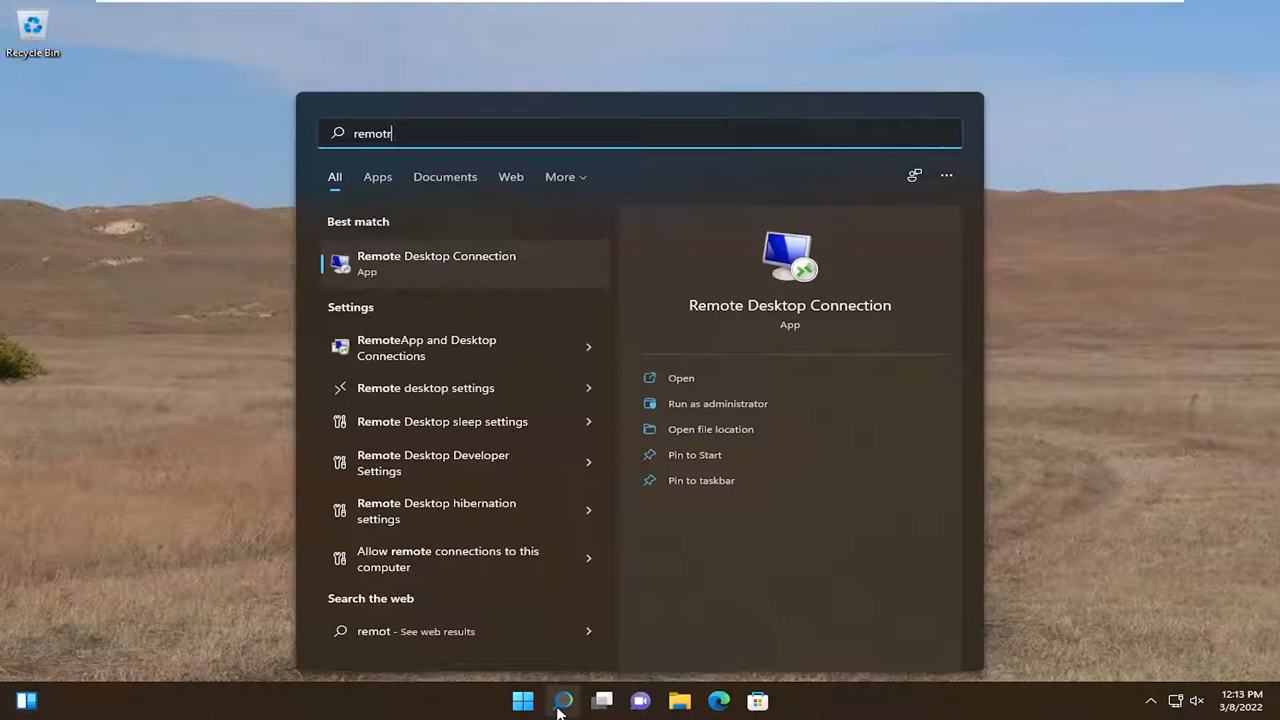 Recycle Bin
remotr
All Apps Documents Web More
Best match
Remote Desktop Connection
App
Settings
RemoteApp and Desktop
Connections
Remote desktop settings
Remote Desktop sleep settings
Remote Desktop Developer
Settings
Remote Desktop hibernation
settings
Allow remote connections to this
computer
Search the web
remot - See web results
Remote Desktop Connection
App
Open
Run as administrator
Open file location
Pin to Start
Pin to taskbar
12:13 PM
3/8/2022